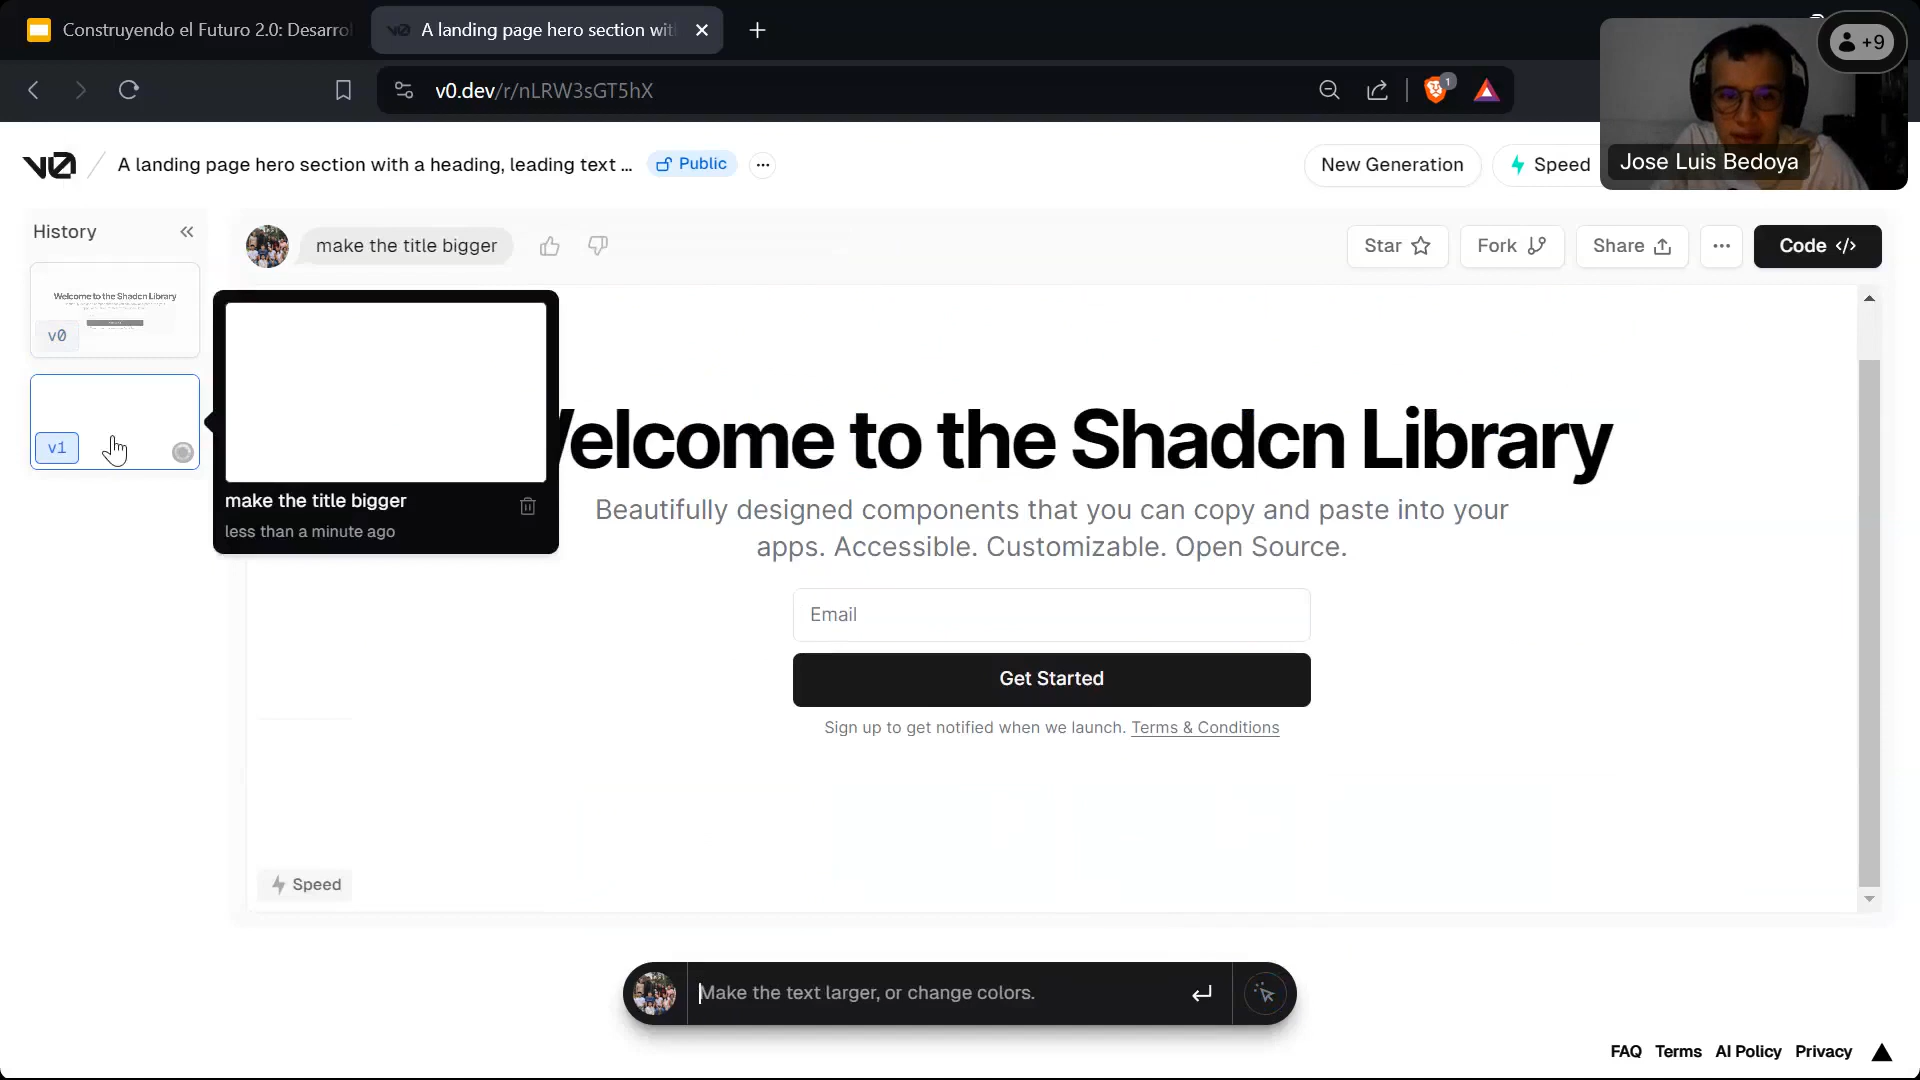 Construyendo el Futuro 2.0: Desarrol
A landing page hero section wit
v0.dev/r/nLRW3sGT5hX
1
+9
Jose Luis Bedoya
v0
A landing page hero section with a heading, leading text ...
Public
New Generation
Speed
History
make the title bigger
Star
Fork
Share
Code
Welcome to the Shadcn Library
v0
v1
make the title bigger
less than a minute ago
Welcome to the Shadcn Library
Beautifully designed components that you can copy and paste into your
apps. Accessible. Customizable. Open Source.
Email
Get Started
Sign up to get notified when we launch. Terms & Conditions
Speed
Make the text larger, or change colors.
FAQ Terms AI Policy Privacy